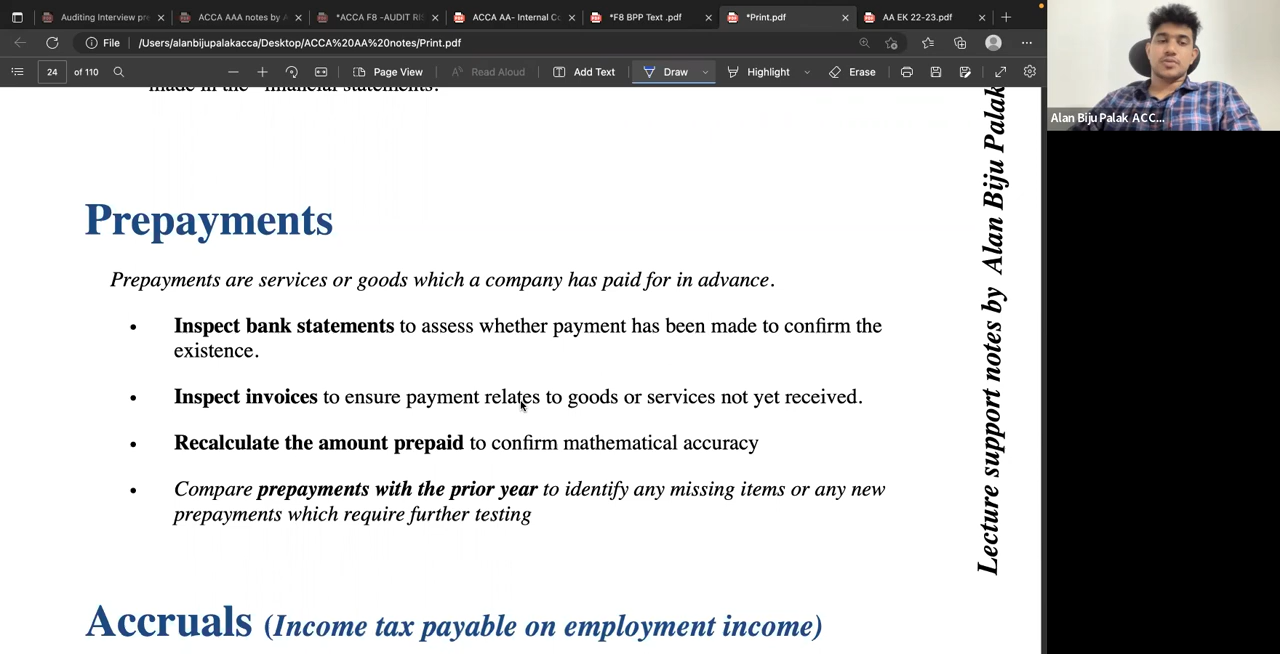 Auditing Interview pr
ACCA AAA notes by A
*ACCA F8 -AUDIT RI
ACCA AA- Internal C
*F8 BPP Text .pdf
*Print.pdf
AA EK 22-23.pdf
File
/Users/alanbijupalakacca/Desktop/ACCA%20AA%20notes/Print.pdf
24 of 110
Page View
Read Aloud
Add Text
Draw
Highlight
Erase
made in the financial statements.
Prepayments
Prepayments are services or goods which a company has paid for in advance.
• Inspect bank statements to assess whether payment has been made to confirm the
existence.
• Inspect invoices to ensure payment relates to goods or services not yet received.
• Recalculate the amount prepaid to confirm mathematical accuracy
• Compare prepayments with the prior year to identify any missing items or any new
prepayments which require further testing
Accruals (Income tax payable on employment income)
Lecture support notes by Alan Biju Palak
Alan Biju Palak ACC...